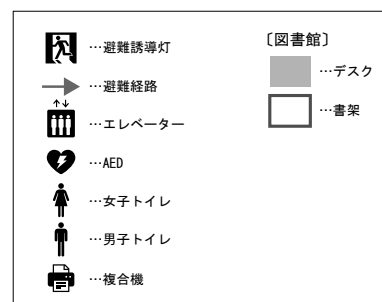 …避難誘導灯
…避難経路
…エレベーター
…AED
…女子トイレ
…男子トイレ
…複合機
〔図書館〕
…デスク
…書架